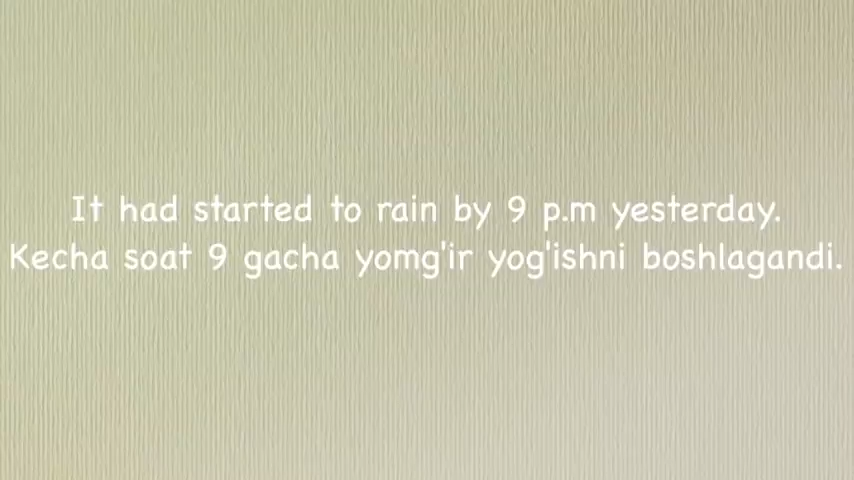 It had started to rain by 9 p.m yesterday.
Kecha soat 9 gacha yomg'ir yog'ishni boshlagandi.